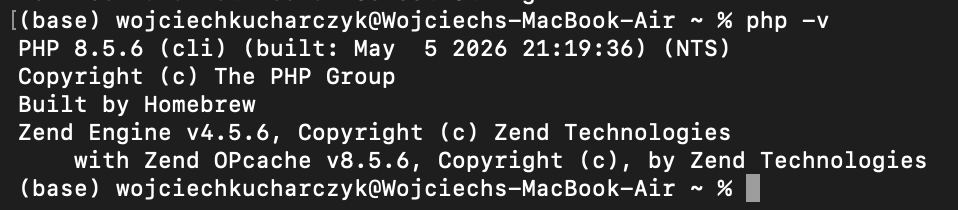 [(base) wojciechkucharczyk@Wojciechs-MacBook-Air ~ % php -v
PHP 8.5.6 (cli) (built: May  5 2026 21:19:36) (NTS)
Copyright (c) The PHP Group
Built by Homebrew
Zend Engine v4.5.6, Copyright (c) Zend Technologies
    with Zend OPcache v8.5.6, Copyright (c), by Zend Technologies
(base) wojciechkucharczyk@Wojciechs-MacBook-Air ~ %